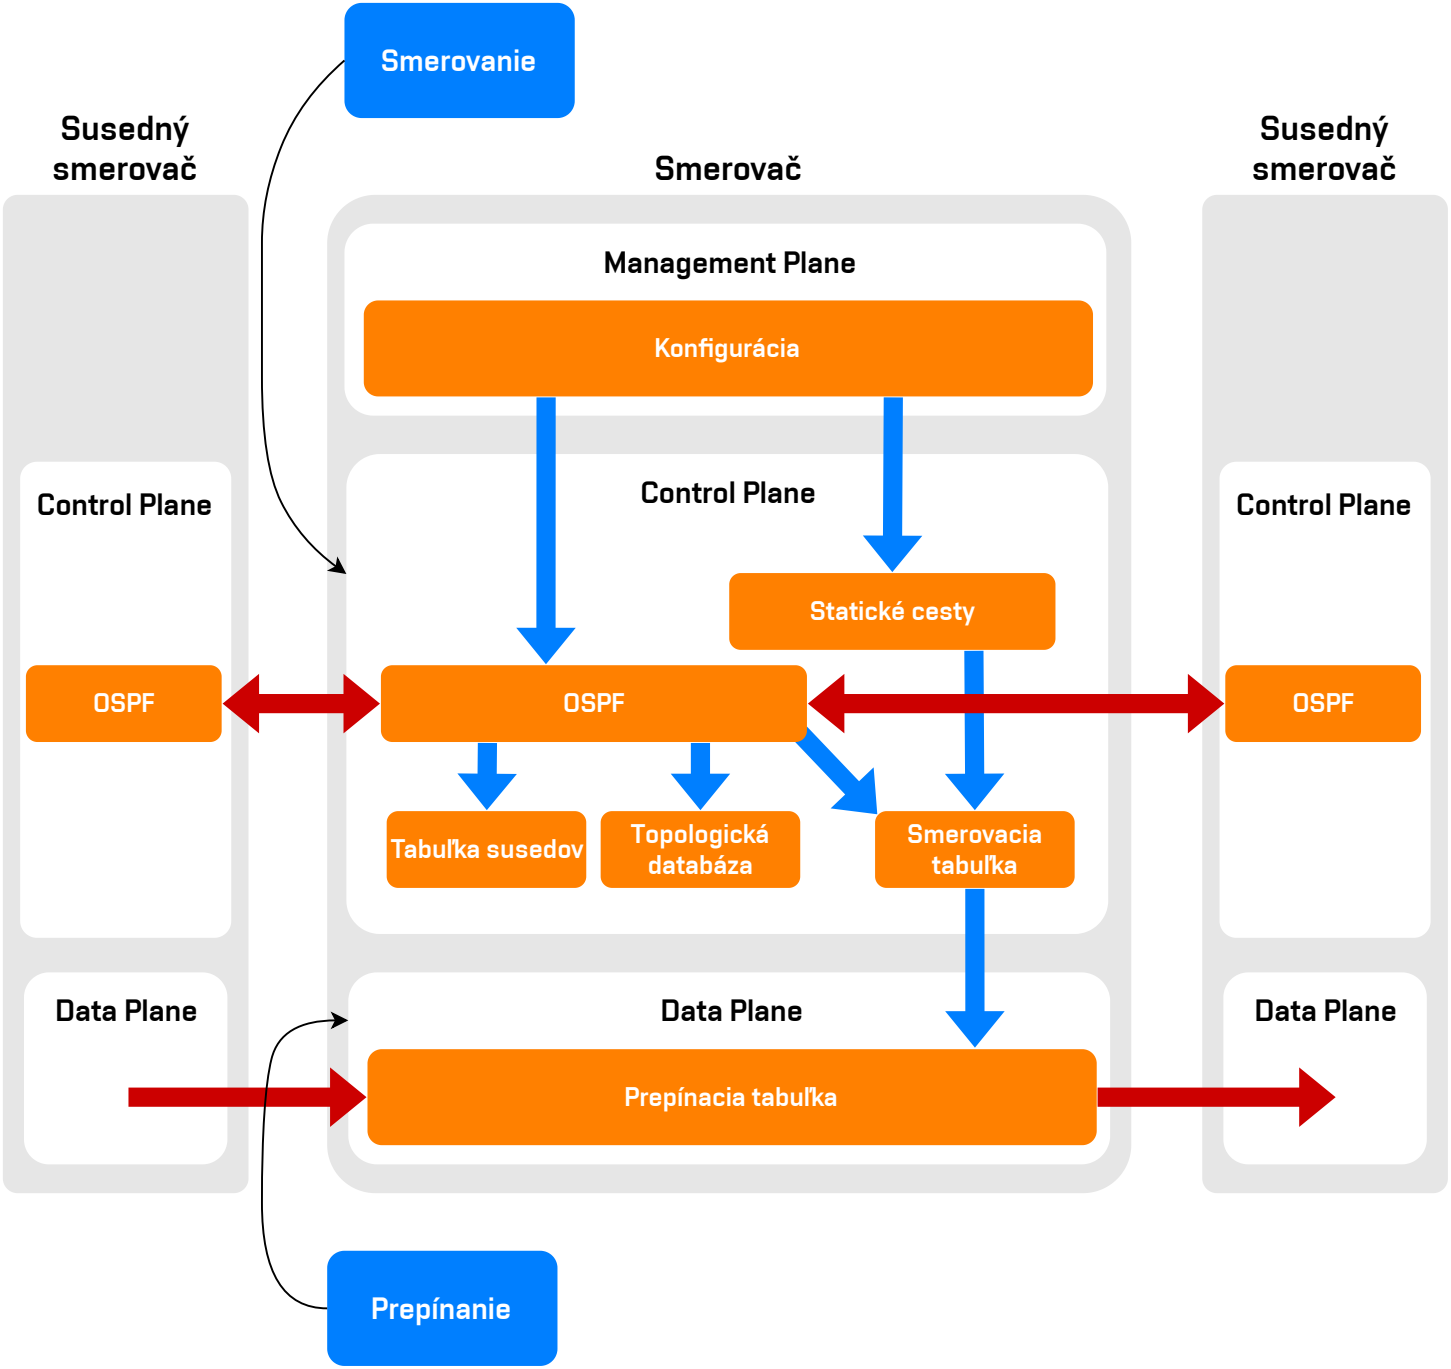 Smerovanie
Susedný
smerovač
Smerovač
Susedný
smerovač
Management Plane
Konfigurácia
Control Plane
Control Plane
Control Plane
Statické cesty
OSPF
OSPF
OSPF
Tabuľka susedov
Topologická
databáza
Smerovacia
tabuľka
Data Plane
Data Plane
Data Plane
Prepínacia tabuľka
Prepínanie